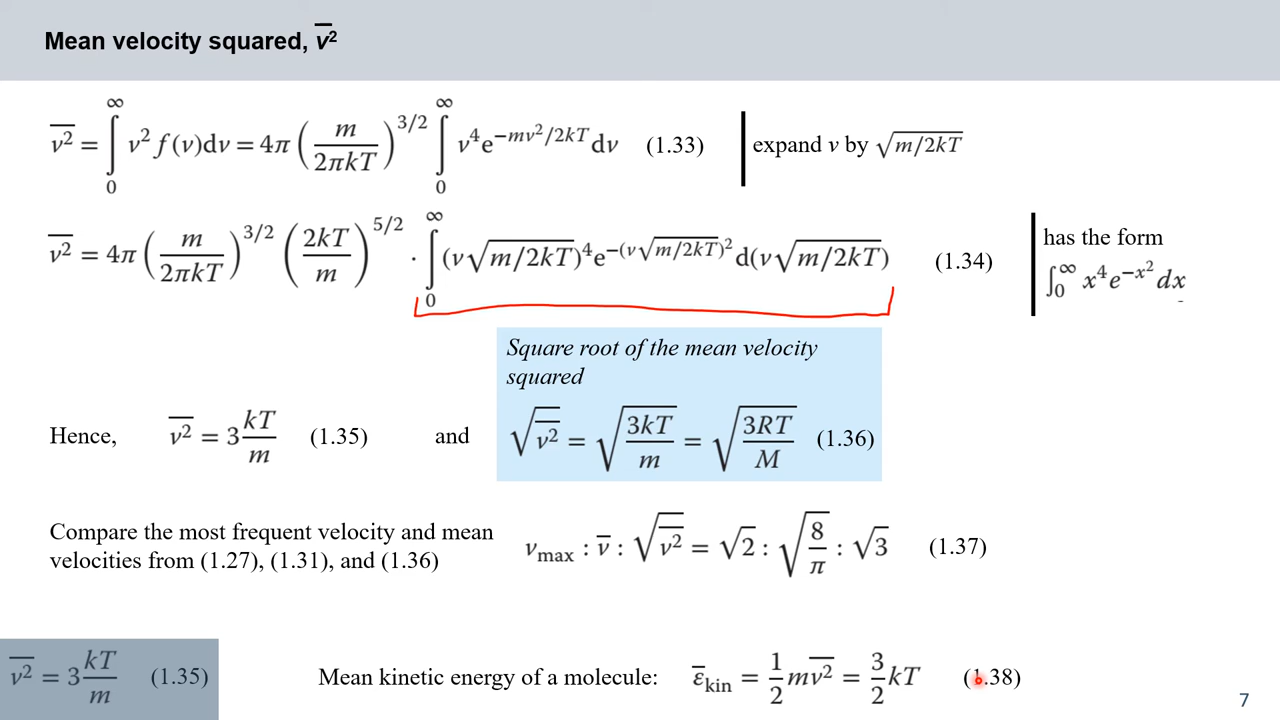 Mean velocity squared, v̅²
v̅² = ∫₀^∞ v² f(v)dv = 4π (m/2πkT)^3/2 ∫₀^∞ v⁴e^(−mv²/2kT) dv (1.33) expand v by √m/2kT
v̅² = 4π (m/2πkT)^3/2 (2kT/m)^5/2 · ∫₀^∞ (v√m/2kT)⁴e^(−(v√m/2kT)²) d(v√m/2kT) (1.34)
has the form
∫₀^∞ x⁴e^(−x²) dx
Square root of the mean velocity
squared
Hence, v̅² = 3 kT/m (1.35) and √v̅² = √3kT/m = √3RT/M (1.36)
Compare the most frequent velocity and mean
velocities from (1.27), (1.31), and (1.36)
v_max : v̅ : √v̅² = √2 : √8/π : √3 (1.37)
v̅² = 3 kT/m (1.35)
Mean kinetic energy of a molecule: ε̅_kin = 1/2 mv̅² = 3/2 kT (1.38)
7